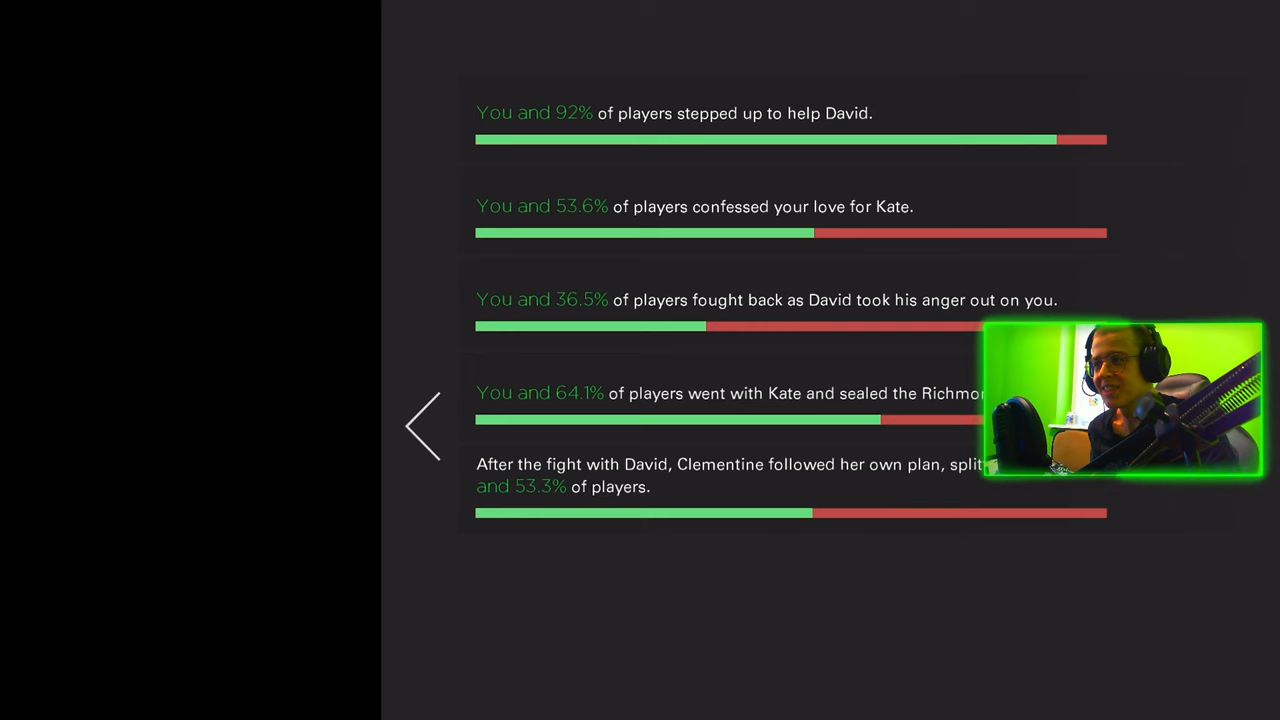 You and 92% of players stepped up to help David.
You and 53.6% of players confessed your love for Kate.
You and 36.5% of players fought back as David took his anger out on you.
You and 64.1% of players went with Kate and sealed the
After the fight with David, Clementine followed her own plan,
and 53.3% of players.